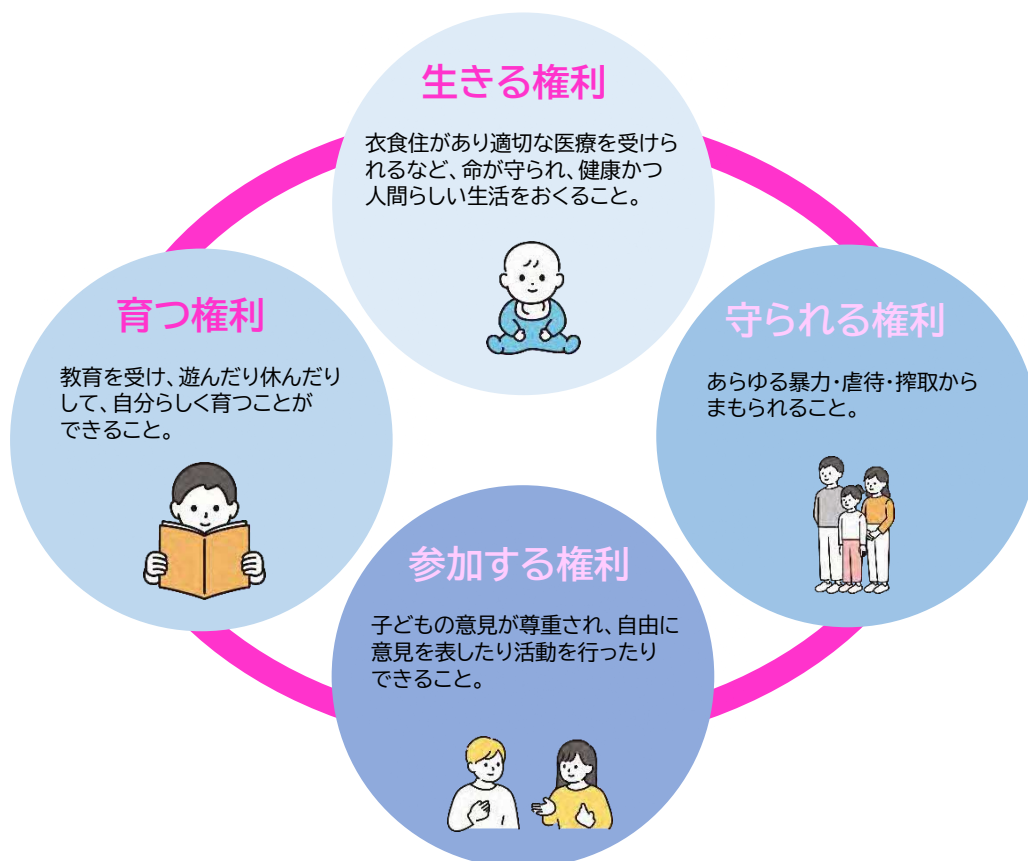 生きる権利
衣食住があり適切な医療を受けら
れるなど、命が守られ、健康かつ
人間らしい生活をおくること。
育つ権利
教育を受け、遊んだり休んだり
して、自分らしく育つことが
できること。
守られる権利
あらゆる暴力・虐待・搾取から
まもられること。
参加する権利
子どもの意見が尊重され、自由に
意見を表したり活動を行ったり
できること。